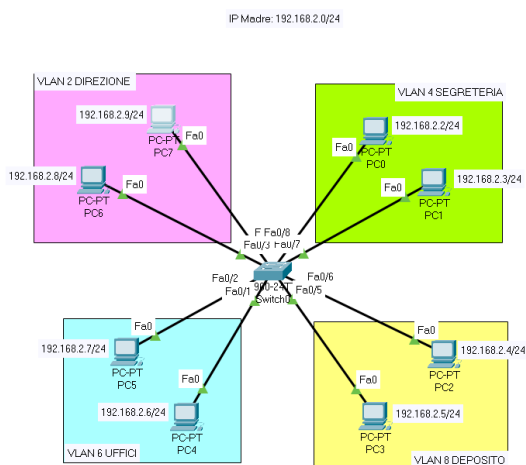 IP Madre: 192.168.2.0/24
VLAN 2 DIREZIONE
192.168.2.9/24
Fa0
PC-PT
PC7
192.168.2.8/24
Fa0
PC-PT
PC6
VLAN 4 SEGRETERIA
192.168.2.2/24
Fa0
PC-PT
PC0
192.168.2.3/24
Fa0
PC-PT
PC1
Fa0/8
Fa0/3
Fa0/7
Fa0/2
Fa0/1
Fa0/6
Fa0/5
Switch0
Fa0
192.168.2.7/24
PC-PT
PC5
Fa0
192.168.2.6/24
PC-PT
PC4
VLAN 6 UFFICI
Fa0
192.168.2.4/24
PC-PT
PC2
Fa0
192.168.2.5/24
PC-PT
PC3
VLAN 8 DEPOSITO